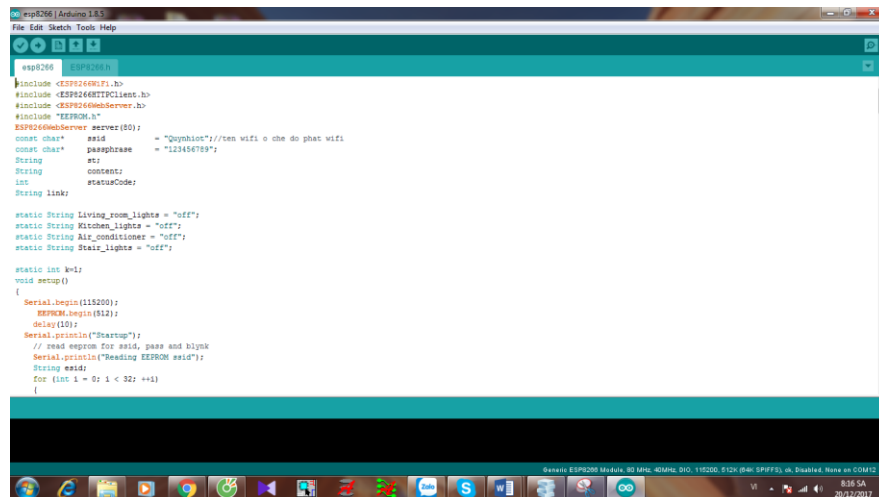 esp8266 | Arduino 1.8.5
File Edit Sketch Tools Help
esp8266 ESP8266.h
#include <ESP8266WiFi.h>
#include <ESP8266HTTPClient.h>
#include <ESP8266WebServer.h>
#include "EEPROM.h"
ESP8266WebServer server(80);
const char* ssid = "Quynhiot";//ten wifi o che do phat wifi
const char* passphrase = "123456789";
String st;
String content;
int statusCode;
String link;
static String Living_room_lights = "off";
static String Kitchen_lights = "off";
static String Air_conditioner = "off";
static String Stair_lights = "off";
static int k=1;
void setup()
{
Serial.begin(115200);
EEPROM.begin(512);
delay(10);
Serial.println("Startup");
// read eeprom for ssid, pass and blynk
Serial.println("Reading EEPROM ssid");
String esid;
for (int i = 0; i < 32; ++i)
{
Generic ESP8266 Module, 80 MHz, 40MHz, DIO, 115200, 512K (64K SPIFFS), ck, Disabled, None on COM12
Zalo
S
W
VI
8:16 SA
20/12/2017